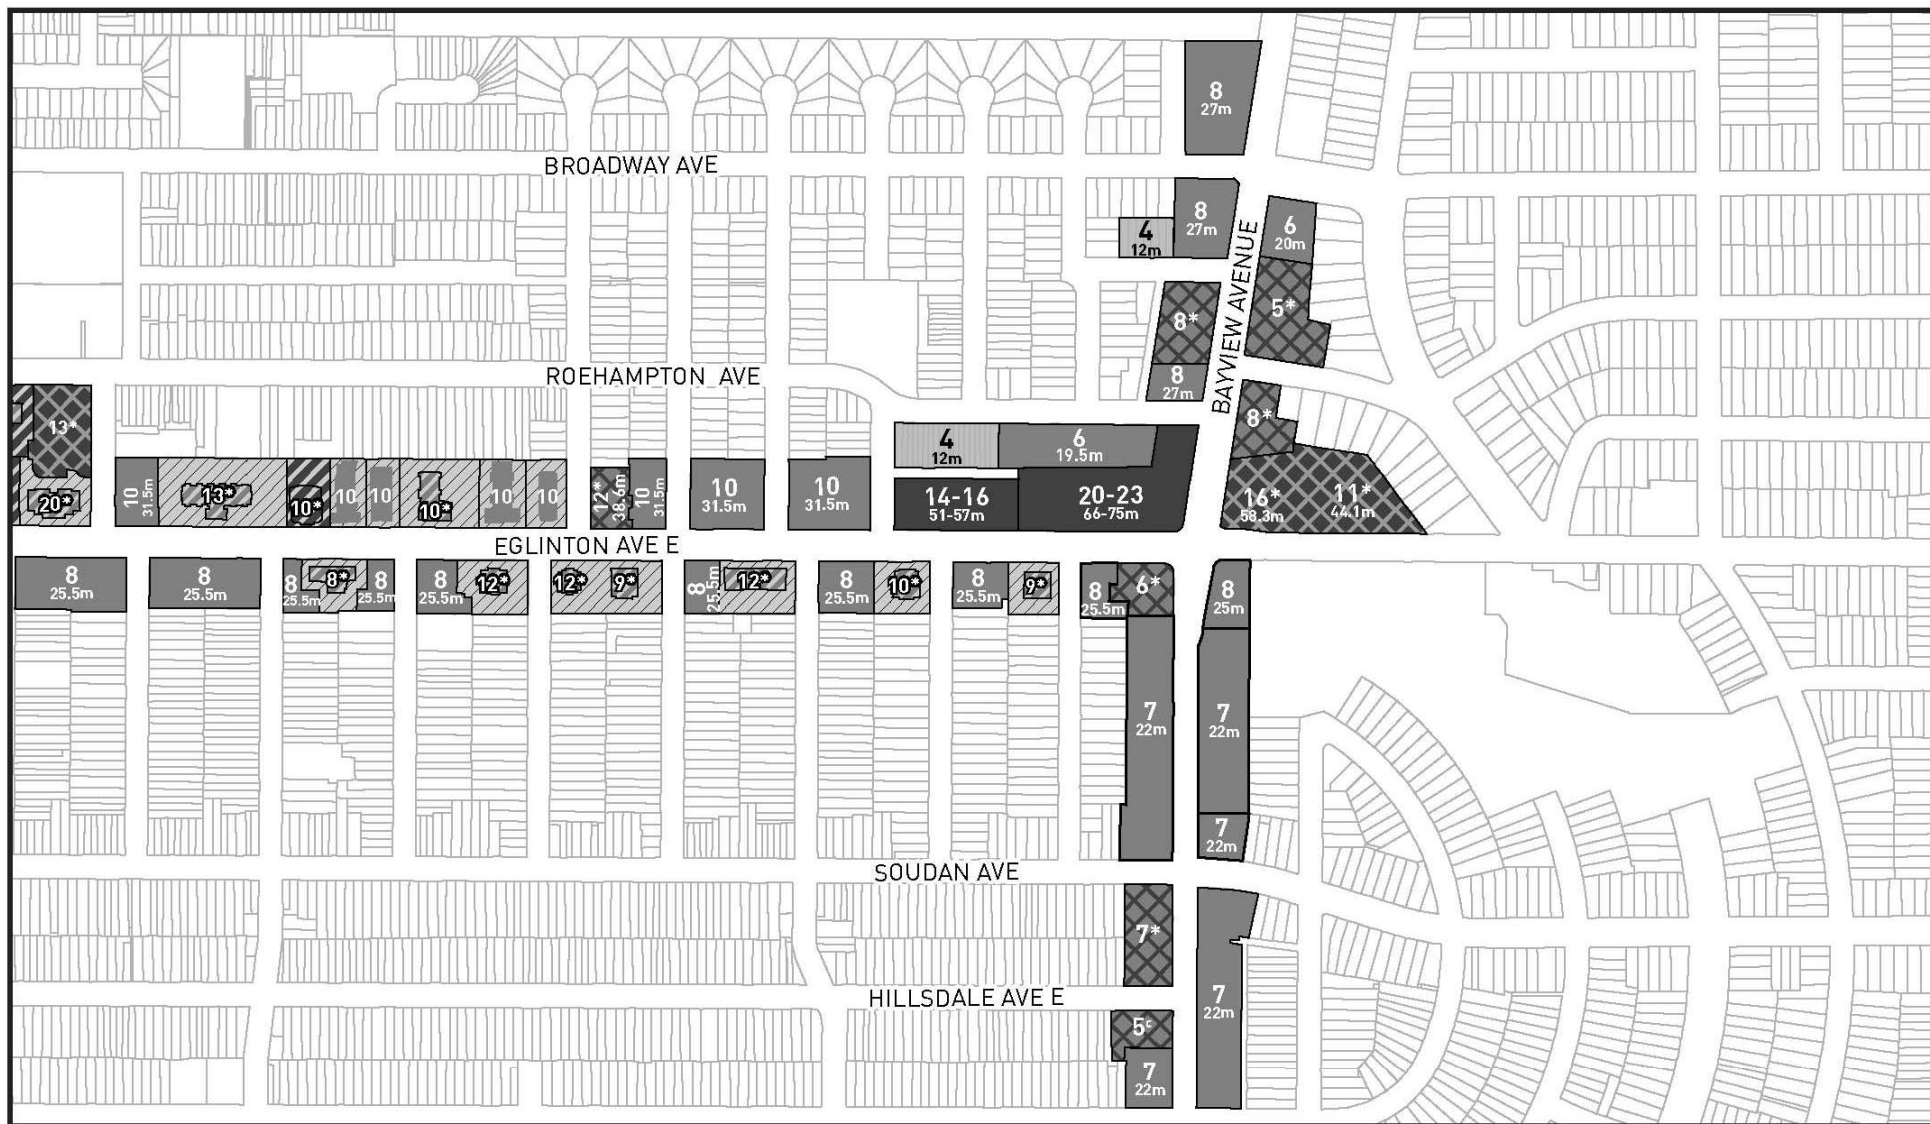 8
27m
BROADWAY AVE
8
27m
4
12m
6
20m
BAYVIEW AVENUE
8*
5*
8
27m
ROEHAMPTON AVE
8*
13*
20*
10
31.5m
13*
10*
10
10
10*
10
10
12*
38.6m
10
31.5m
10
31.5m
10
31.5m
4
12m
6
19.5m
14-16
51-57m
20-23
66-75m
16*
58.3m
11*
44.1m
EGLINTON AVE E
8
25.5m
8
25.5m
8
25.5m
8*
8
25.5m
8
25.5m
12*
12*
9*
8
25.5m
12*
8
25.5m
10*
8
25.5m
9*
8
25.5m
6*
8
25m
7
22m
7
22m
7
22m
SOUDAN AVE
7*
HILLSDALE AVE E
7
22m
7
22m